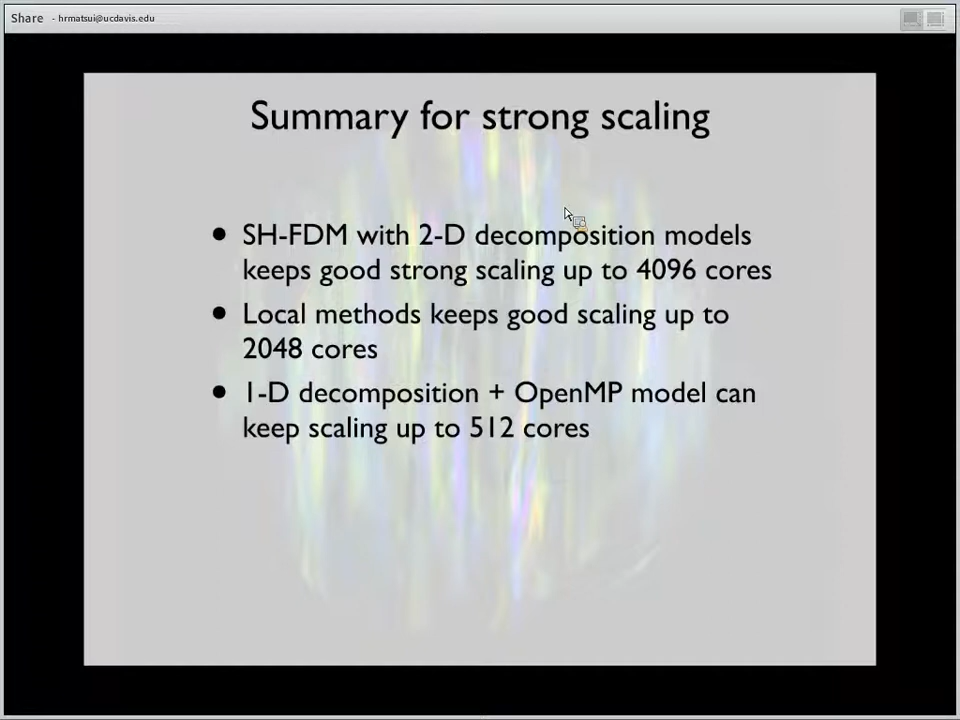 Share - hrmatsui@ucdavis.edu
Summary for strong scaling
• SH-FDM with 2-D decomposition models
keeps good strong scaling up to 4096 cores
• Local methods keeps good scaling up to
2048 cores
• 1-D decomposition + OpenMP model can
keep scaling up to 512 cores